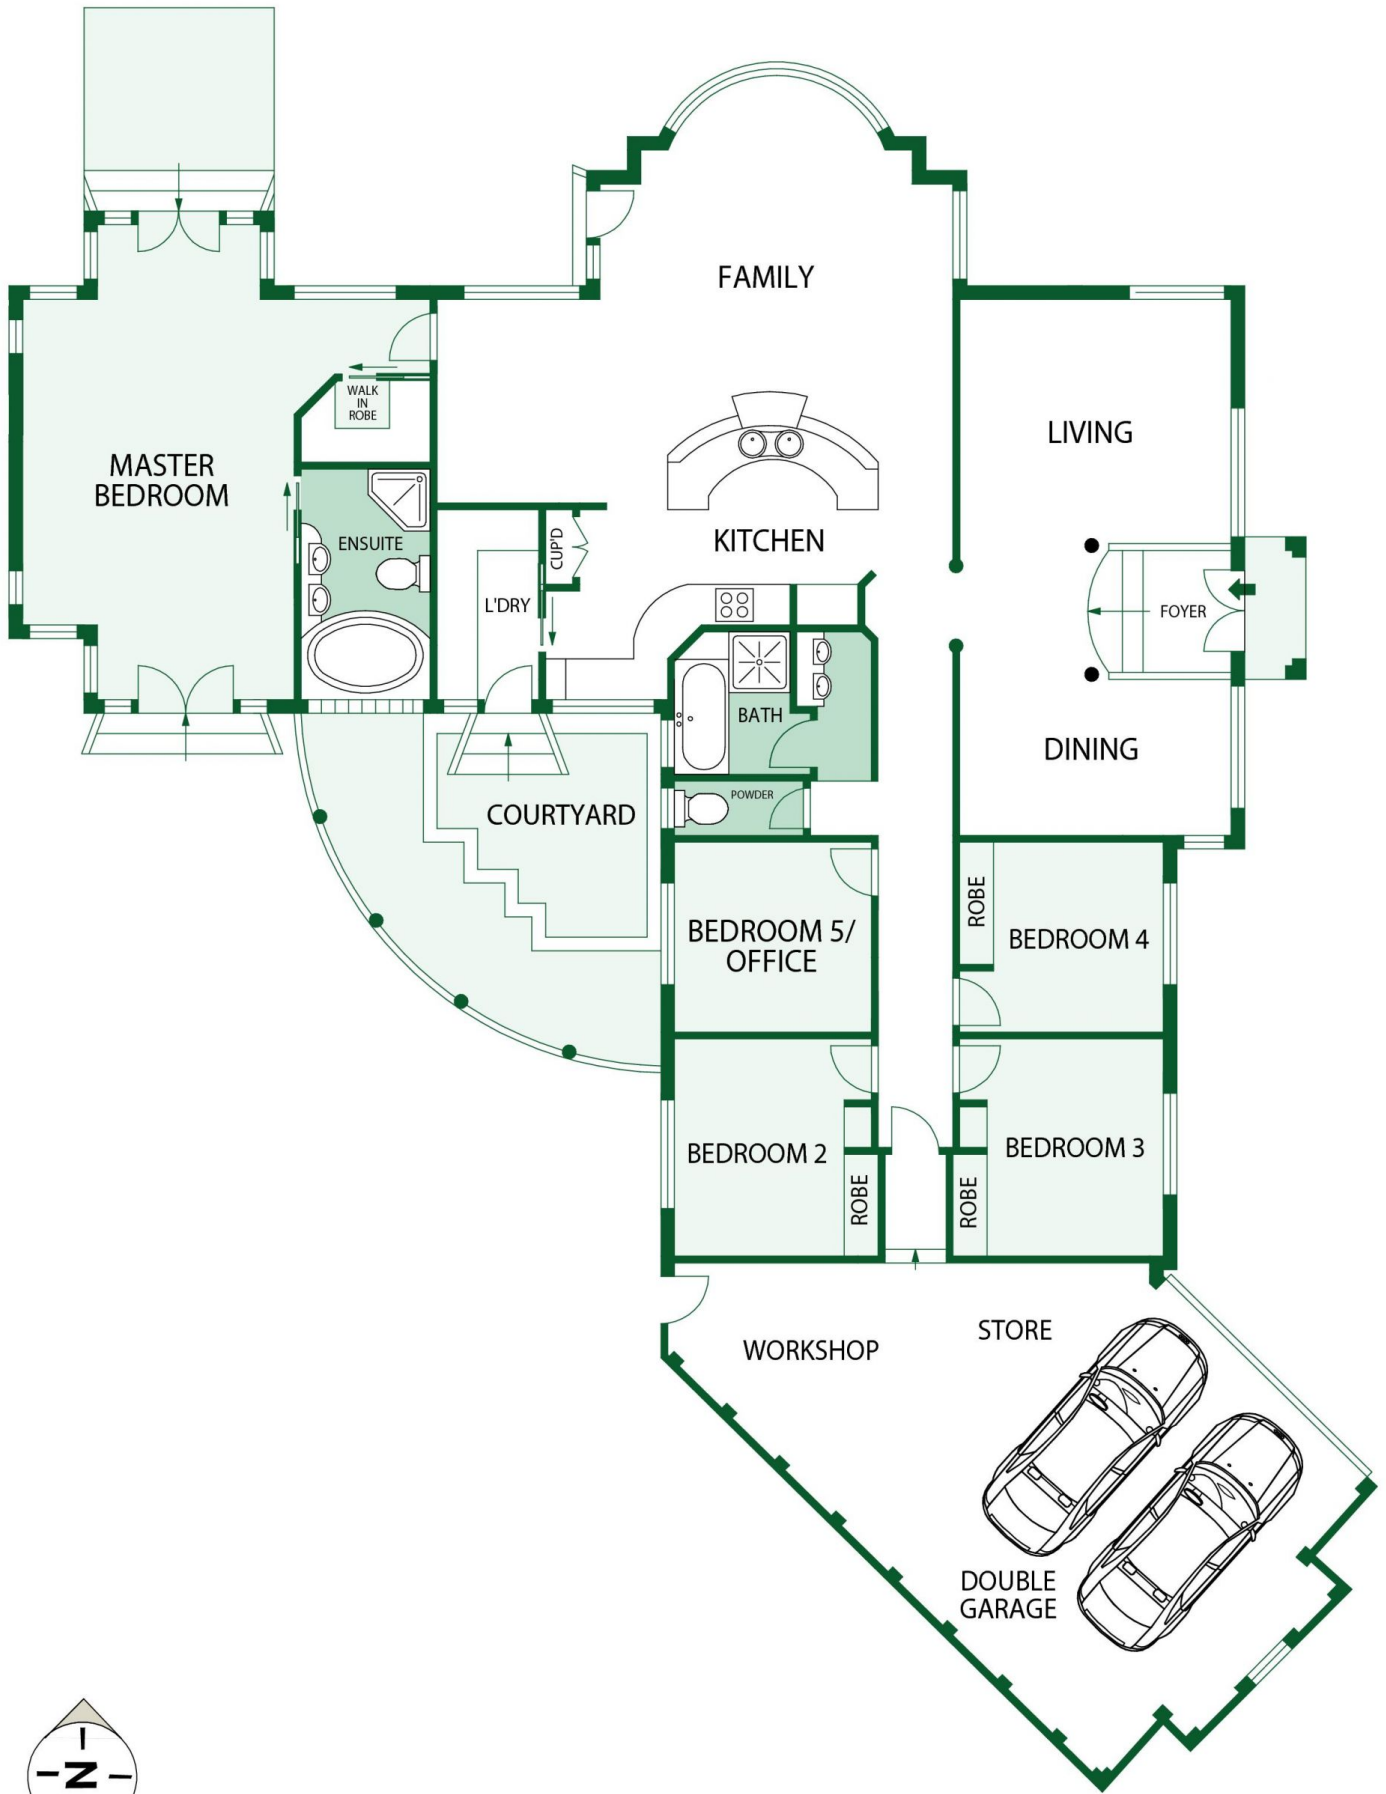 FAMILY
WALK
IN
ROBE
LIVING
MASTER
BEDROOM
ENSUITE
CUP'D
KITCHEN
L'DRY
FOYER
BATH
DINING
POWDER
COURTYARD
ROBE
BEDROOM 5/
OFFICE
BEDROOM 4
BEDROOM 2
BEDROOM 3
ROBE
ROBE
STORE
WORKSHOP
DOUBLE
GARAGE
N